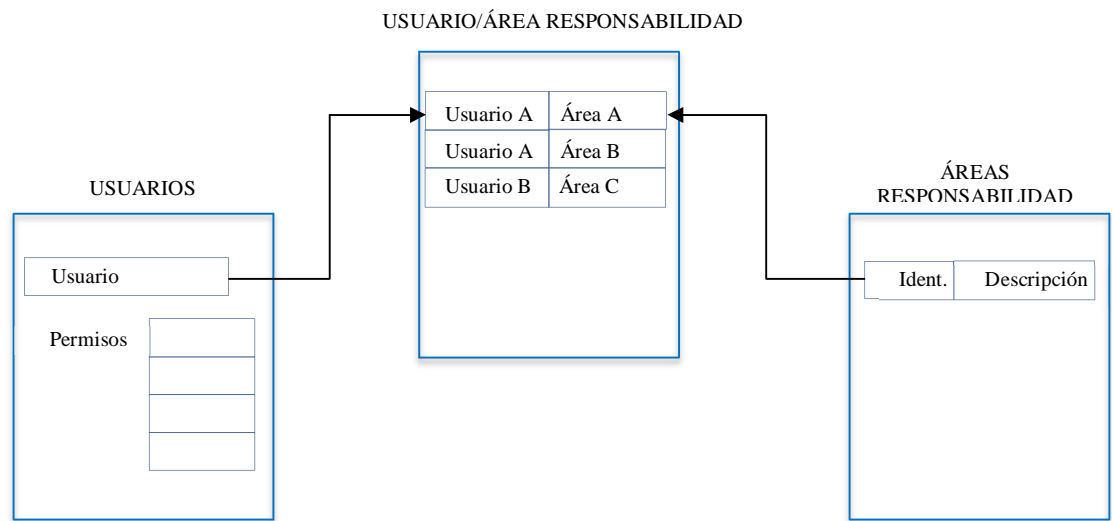 USUARIO/ÁREA RESPONSABILIDAD
Usuario A Área A
Usuario A Área B
Usuario B Área C
USUARIOS
Usuario
Permisos
ÁREAS
RESPONSABILIDAD
Ident. Descripción